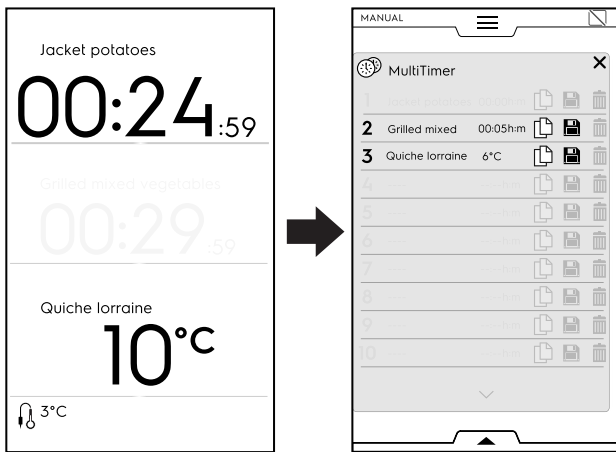 Jacket potatoes
00:24:59
Grilled mixed vegetables
00:29:59
Quiche lorraine
10°C
3°C
MANUAL
MultiTimer
1 Jacket potatoes 00:00h:m
2 Grilled mixed 00:05h:m
3 Quiche lorraine 6°C
4 --- --:--h:m
5 --- --:--h:m
6 --- --:--h:m
7 --- --:--h:m
8 --- --:--h:m
9 --- --:--h:m
10 --- --:--h:m